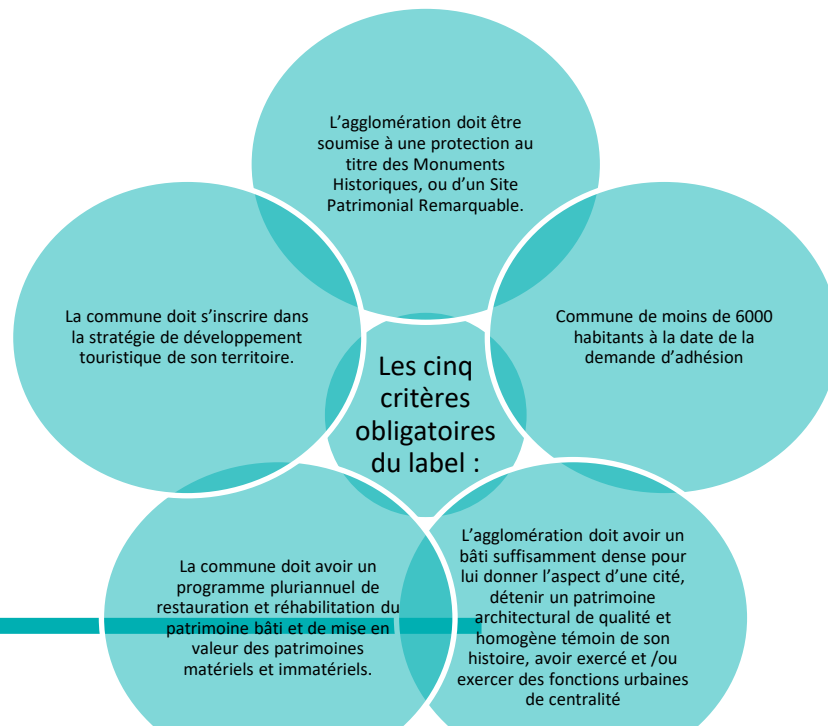 L’agglomération doit être
soumise à une protection au
titre des Monuments
Historiques, ou d’un Site
Patrimonial Remarquable.
La commune doit s’inscrire dans
la stratégie de développement
touristique de son territoire.
Commune de moins de 6000
habitants à la date de la
demande d’adhésion
Les cinq
critères
obligatoires
du label :
La commune doit avoir un
programme pluriannuel de
restauration et réhabilitation du
patrimoine bâti et de mise en
valeur des patrimoines
matériels et immatériels.
L’agglomération doit avoir un
bâti suffisamment dense pour
lui donner l’aspect d’une cité,
détenir un patrimoine
architectural de qualité et
homogène témoin de son
histoire, avoir exercé et /ou
exercer des fonctions urbaines
de centralité